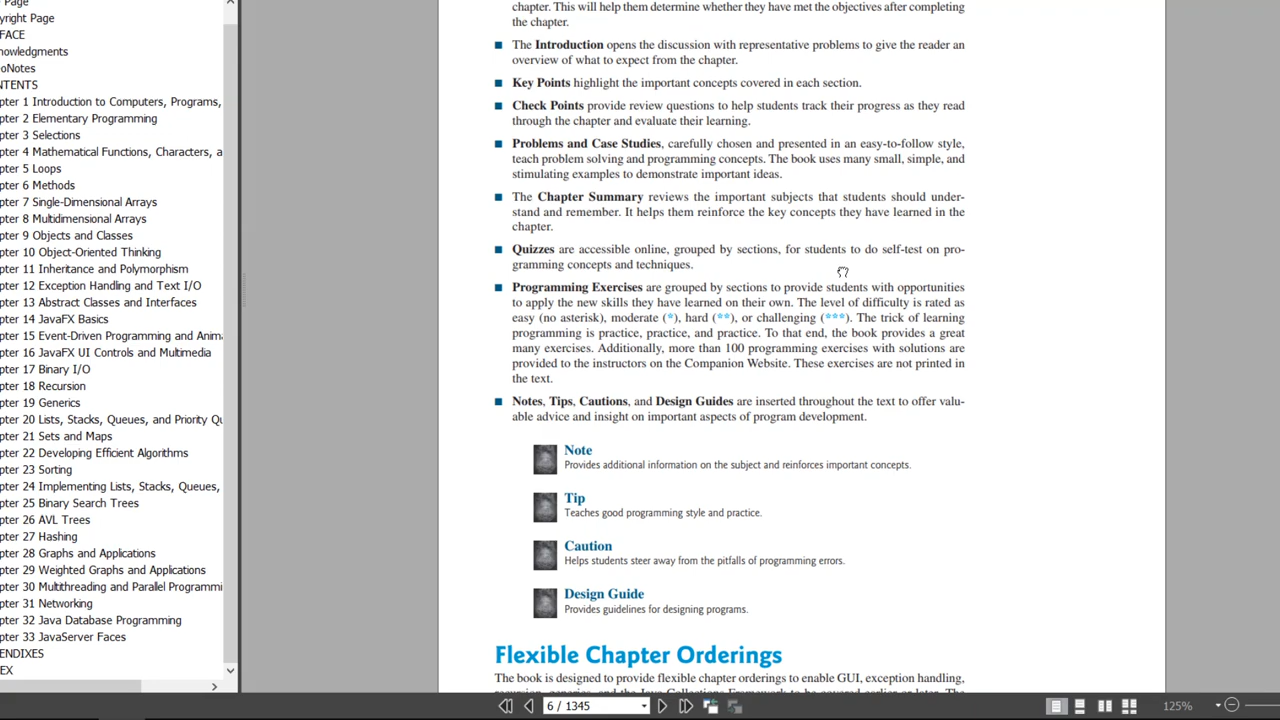 Page
pyright Page
FACE
knowledgments
eoNotes
NTENTS
pter 1 Introduction to Computers, Programs,
pter 2 Elementary Programming
pter 3 Selections
pter 4 Mathematical Functions, Characters, a
pter 5 Loops
pter 6 Methods
pter 7 Single-Dimensional Arrays
pter 8 Multidimensional Arrays
pter 9 Objects and Classes
pter 10 Object-Oriented Thinking
pter 11 Inheritance and Polymorphism
pter 12 Exception Handling and Text I/O
pter 13 Abstract Classes and Interfaces
pter 14 JavaFX Basics
pter 15 Event-Driven Programming and Anim
pter 16 JavaFX UI Controls and Multimedia
pter 17 Binary I/O
pter 18 Recursion
pter 19 Generics
pter 20 Lists, Stacks, Queues, and Priority Qu
pter 21 Sets and Maps
pter 22 Developing Efficient Algorithms
pter 23 Sorting
pter 24 Implementing Lists, Stacks, Queues,
pter 25 Binary Search Trees
pter 26 AVL Trees
pter 27 Hashing
pter 28 Graphs and Applications
pter 29 Weighted Graphs and Applications
pter 30 Multithreading and Parallel Programmi
pter 31 Networking
pter 32 Java Database Programming
pter 33 JavaServer Faces
ENDIXES
EX
chapter. This will help them determine whether they have met the objectives after completing
the chapter.
■ The Introduction opens the discussion with representative problems to give the reader an
overview of what to expect from the chapter.
■ Key Points highlight the important concepts covered in each section.
■ Check Points provide review questions to help students track their progress as they read
through the chapter and evaluate their learning.
■ Problems and Case Studies, carefully chosen and presented in an easy-to-follow style,
teach problem solving and programming concepts. The book uses many small, simple, and
stimulating examples to demonstrate important ideas.
■ The Chapter Summary reviews the important subjects that students should under-
stand and remember. It helps them reinforce the key concepts they have learned in the
chapter.
■ Quizzes are accessible online, grouped by sections, for students to do self-test on pro-
gramming concepts and techniques.
■ Programming Exercises are grouped by sections to provide students with opportunities
to apply the new skills they have learned on their own. The level of difficulty is rated as
easy (no asterisk), moderate (*), hard (**), or challenging (***). The trick of learning
programming is practice, practice, and practice. To that end, the book provides a great
many exercises. Additionally, more than 100 programming exercises with solutions are
provided to the instructors on the Companion Website. These exercises are not printed in
the text.
■ Notes, Tips, Cautions, and Design Guides are inserted throughout the text to offer valu-
able advice and insight on important aspects of program development.
Note
Provides additional information on the subject and reinforces important concepts.
Tip
Teaches good programming style and practice.
Caution
Helps students steer away from the pitfalls of programming errors.
Design Guide
Provides guidelines for designing programs.
Flexible Chapter Orderings
The book is designed to provide flexible chapter orderings to enable GUI, exception handling,
recursion, generics, and the Java Collections Framework to be covered earlier or later. The
6 / 1345
125%